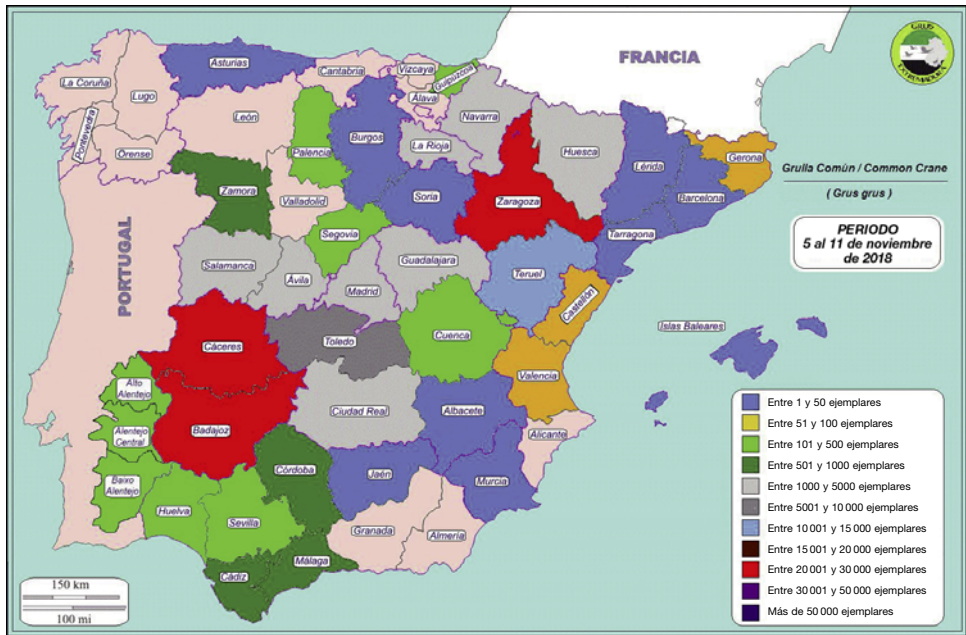 FRANCIA
GRUS
EXTREMADURA
Grulla Común / Common Crane
( Grus grus )
PERIODO
5 al 11 de noviembre
de 2018
La Coruña
Lugo
Pontevedra
Orense
Asturias
León
Cantabria
Vizcaya
Guipúzcoa
Álava
Navarra
La Rioja
Palencia
Burgos
Zamora
Valladolid
Soria
Segovia
Zaragoza
Huesca
Lérida
Gerona
Barcelona
Tarragona
PORTUGAL
Salamanca
Ávila
Madrid
Guadalajara
Teruel
Castellón
Islas Baleares
Cáceres
Toledo
Cuenca
Valencia
Alto
Alentejo
Alentejo
Central
Baixo
Alentejo
Badajoz
Ciudad Real
Albacete
Alicante
Murcia
Córdoba
Jaén
Huelva
Sevilla
Granada
Almería
Málaga
Cádiz
Entre 1 y 50 ejemplares
Entre 51 y 100 ejemplares
Entre 101 y 500 ejemplares
Entre 501 y 1000 ejemplares
Entre 1000 y 5000 ejemplares
Entre 5001 y 10 000 ejemplares
Entre 10 001 y 15 000 ejemplares
Entre 15 001 y 20 000 ejemplares
Entre 20 001 y 30 000 ejemplares
Entre 30 001 y 50 000 ejemplares
Más de 50 000 ejemplares
150 km
100 mi